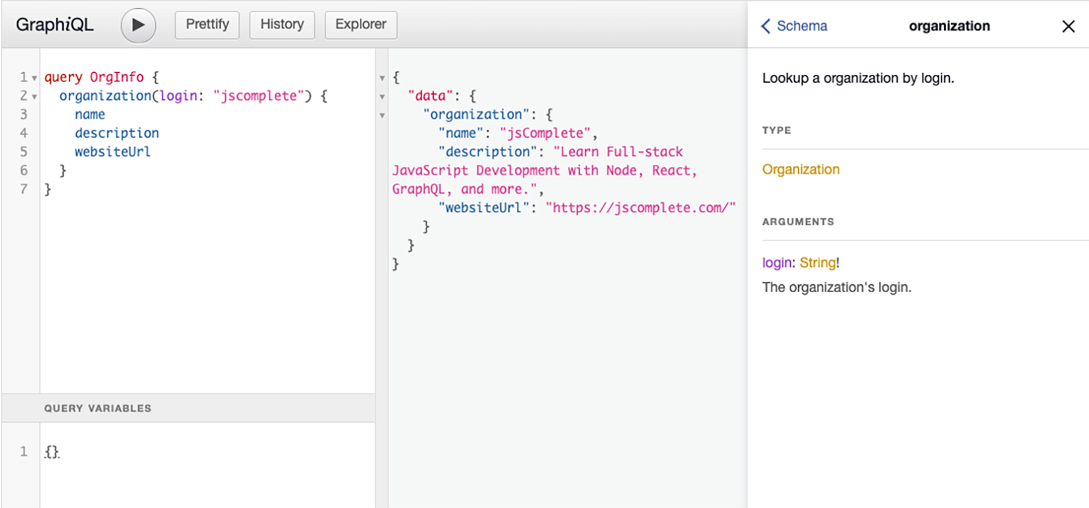 GraphiQL
Prettify
History
Explorer
1 query OrgInfo {
2 organization(login: "jscomplete") {
3 name
4 description
5 websiteUrl
6 }
7 }
QUERY VARIABLES
1 {}
{
"data": {
"organization": {
"name": "jsComplete",
"description": "Learn Full-stack
JavaScript Development with Node, React,
GraphQL, and more.",
"websiteUrl": "https://jscomplete.com/"
}
}
}
Schema
organization
Lookup a organization by login.
TYPE
Organization
ARGUMENTS
login: String!
The organization's login.